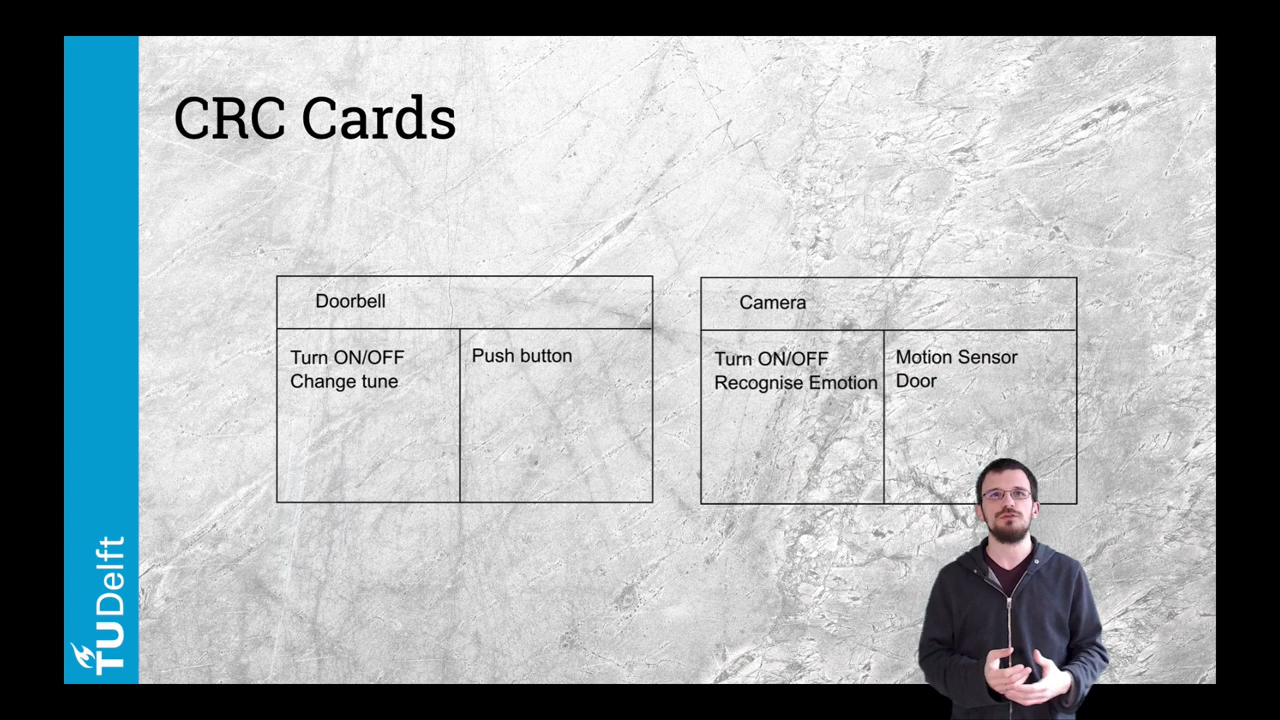 CRC Cards
Doorbell
Turn ON/OFF
Change tune
Push button
Camera
Turn ON/OFF
Recognise Emotion
Motion Sensor
Door
TUDelft